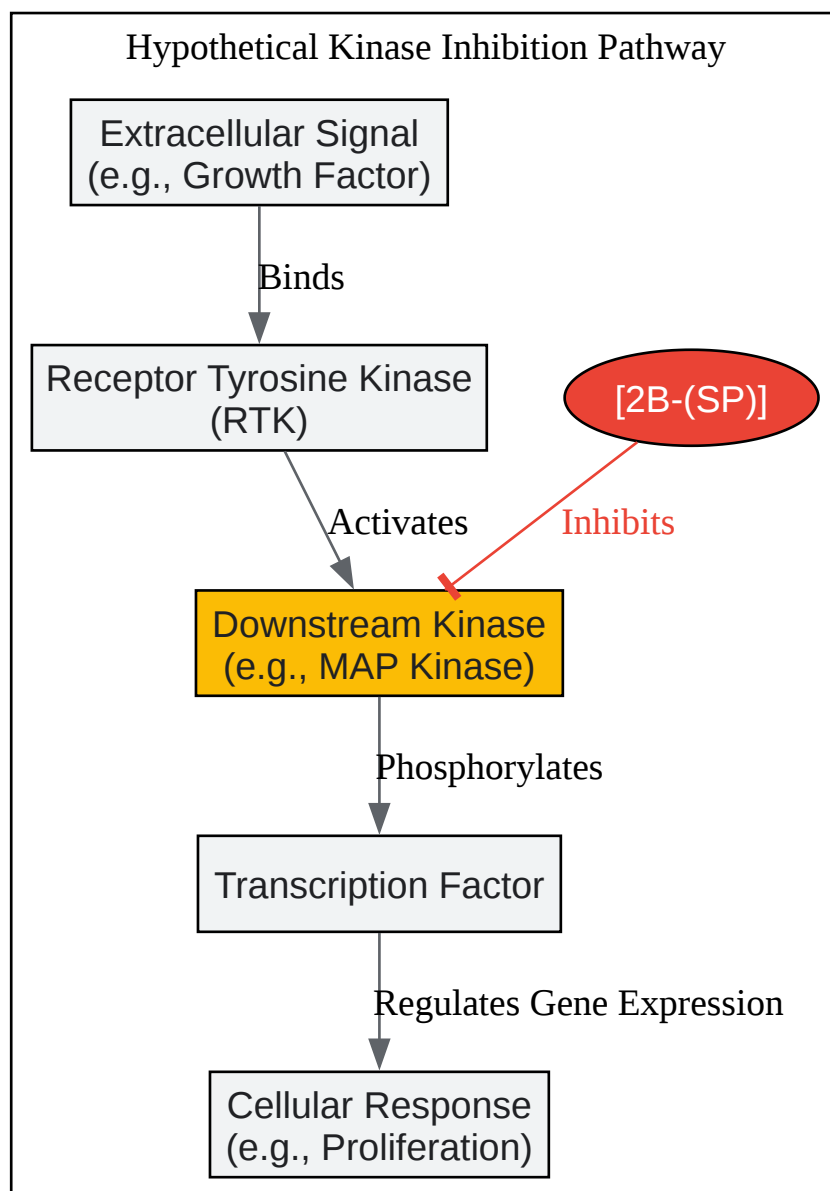 Hypothetical Kinase Inhibition Pathway
Extracellular Signal
(e.g., Growth Factor)
Binds
Receptor Tyrosine Kinase
(RTK)
[2B-(SP)]
Activates
Inhibits
Downstream Kinase
(e.g., MAP Kinase)
Phosphorylates
Transcription Factor
Regulates Gene Expression
Cellular Response
(e.g., Proliferation)